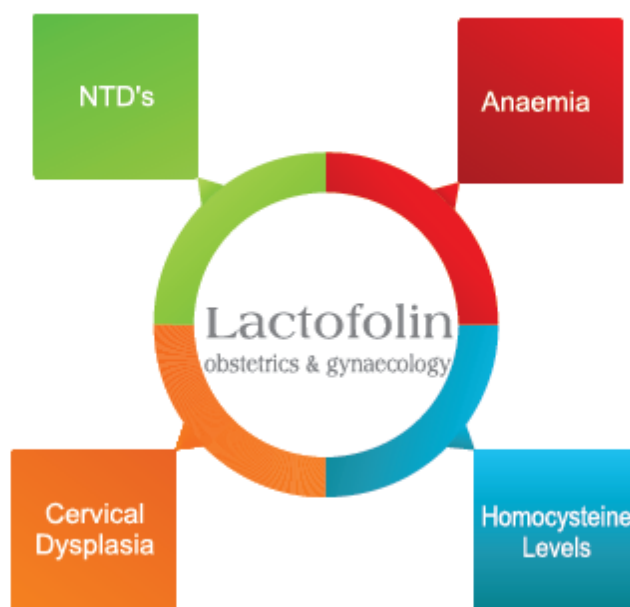 NTD's
Anaemia
Lactofolin
obstetrics & gynaecology
Cervical
Dysplasia
Homocysteine
Levels